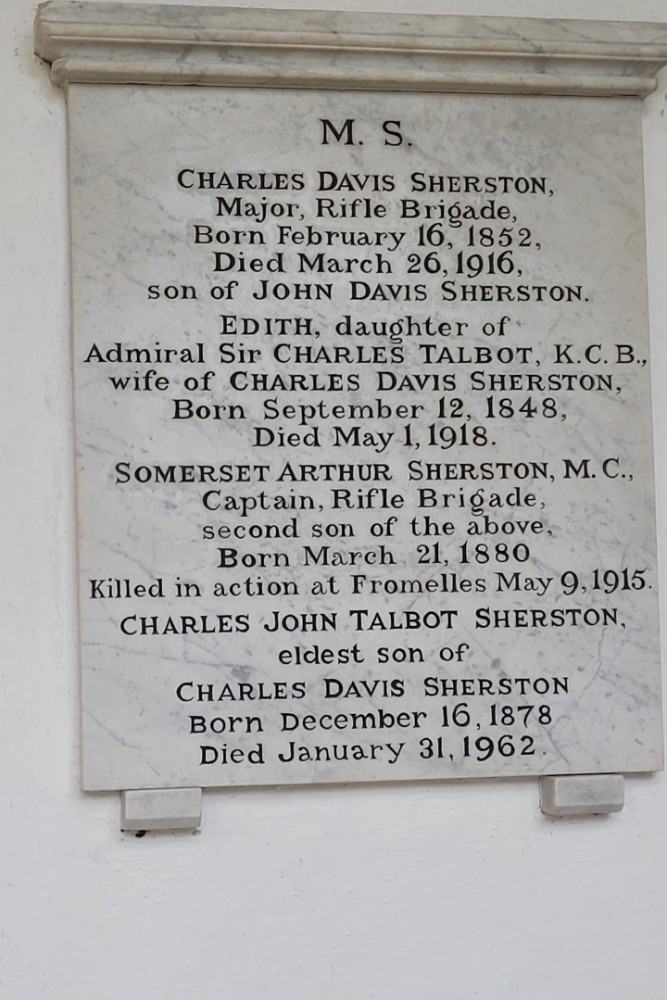 M. S.
CHARLES DAVIS SHERSTON,
Major, Rifle Brigade,
Born February 16, 1852,
Died March 26, 1916,
son of JOHN DAVIS SHERSTON.
EDITH, daughter of
Admiral Sir CHARLES TALBOT, K.C.B.,
wife of CHARLES DAVIS SHERSTON,
Born September 12, 1848,
Died May 1, 1918.
SOMERSET ARTHUR SHERSTON, M.C.,
Captain, Rifle Brigade,
second son of the above,
Born March 21, 1880
Killed in action at Fromelles May 9, 1915.
CHARLES JOHN TALBOT SHERSTON,
eldest son of
CHARLES DAVIS SHERSTON
Born December 16, 1878
Died January 31, 1962.